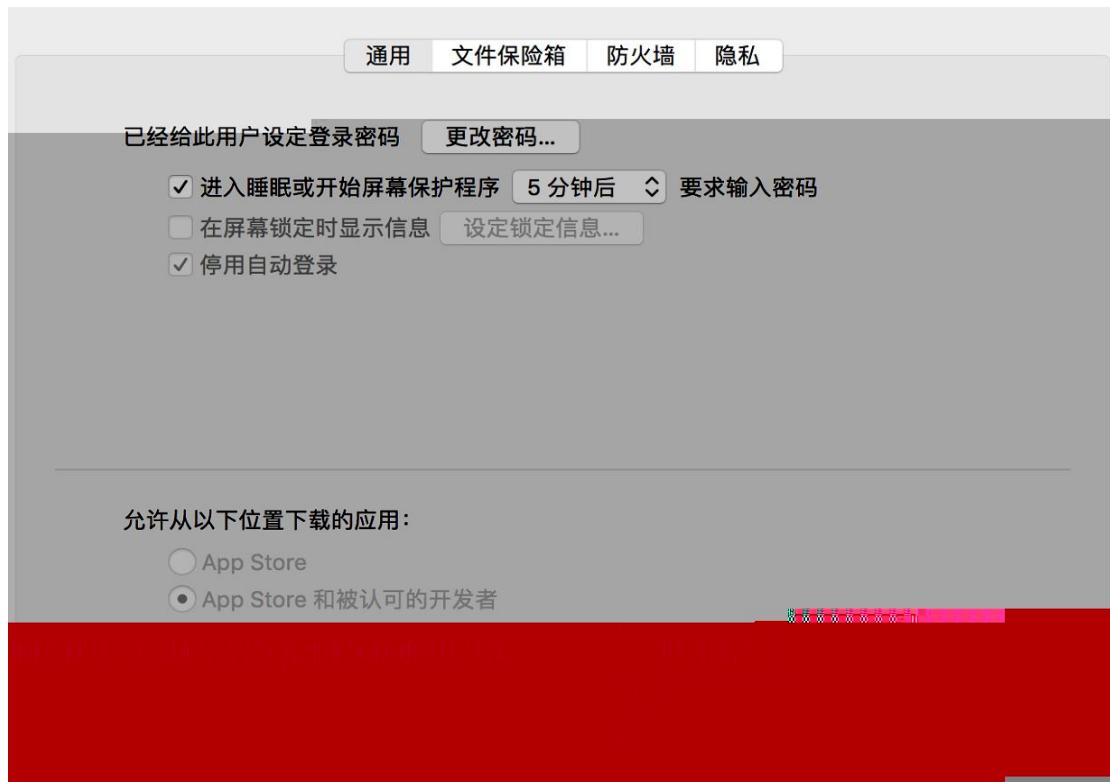 通用 文件保险箱 防火墙 隐私
已经给此用户设定登录密码 更改密码...
进入睡眠或开始屏幕保护程序 5 分钟后 要求输入密码
在屏幕锁定时显示信息 设定锁定信息...
停用自动登录
允许从以下位置下载的应用：
App Store
App Store 和被认可的开发者